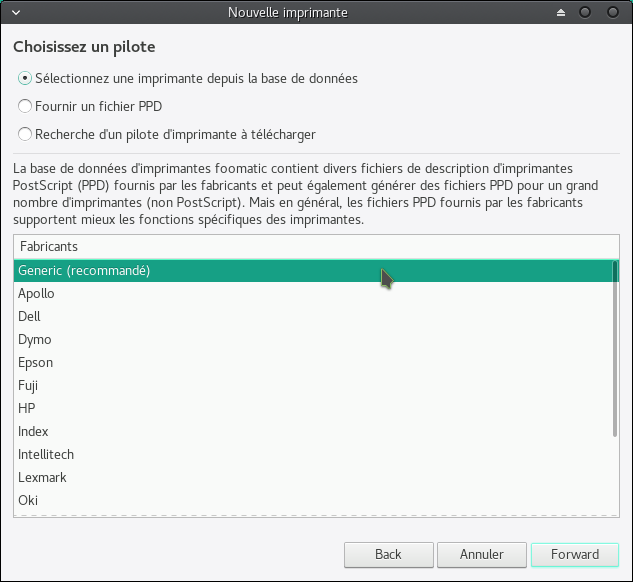 Nouvelle imprimante
Choisissez un pilote
Sélectionnez une imprimante depuis la base de données
Fournir un fichier PPD
Recherche d'un pilote d'imprimante à télécharger
La base de données d'imprimantes foomatic contient divers fichiers de description d'imprimantes
PostScript (PPD) fournis par les fabricants et peut également générer des fichiers PPD pour un grand
nombre d'imprimantes (non PostScript). Mais en général, les fichiers PPD fournis par les fabricants
supportent mieux les fonctions spécifiques des imprimantes.
Fabricants
Generic (recommandé)
Apollo
Dell
Dymo
Epson
Fuji
HP
Index
Intellitech
Lexmark
Oki
Back
Annuler
Forward